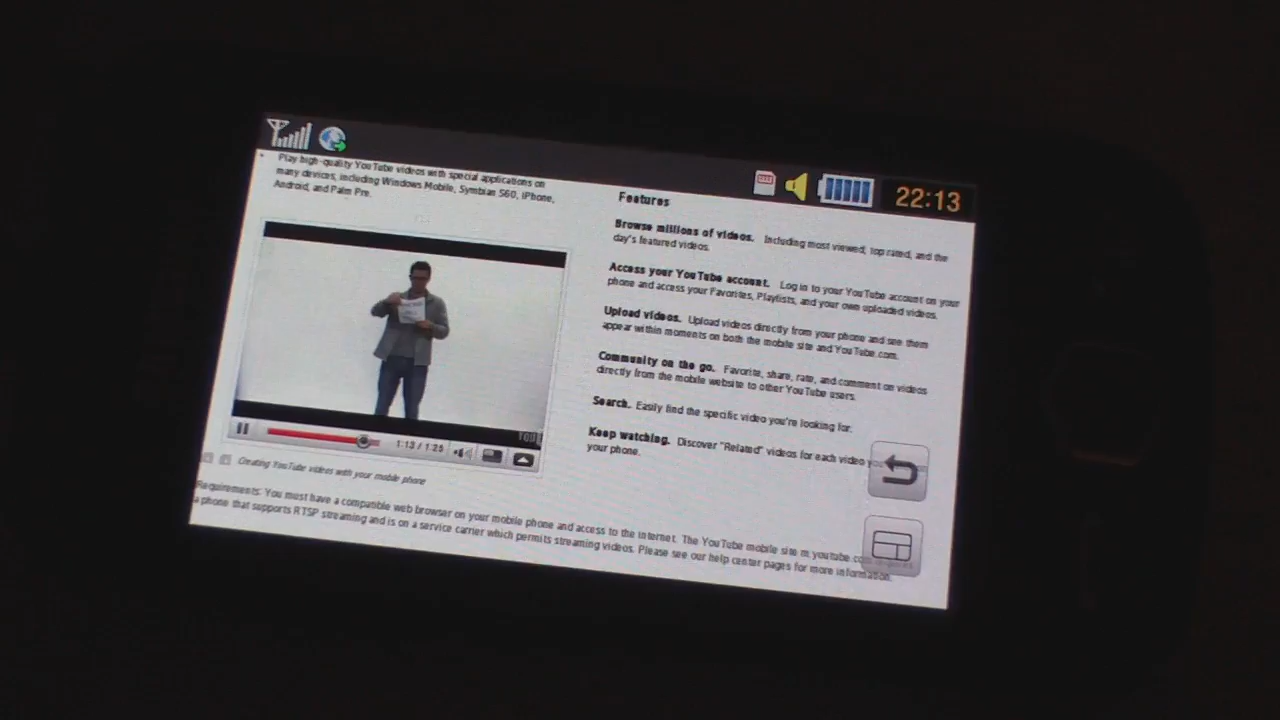 22:13
Play high-quality YouTube videos with special applications on
many devices, including Windows Mobile, Symbian S60, iPhone,
Android, and Palm Pre.
1:13 / 1:25
Creating YouTube videos with your mobile phone
Features
Browse millions of videos. Including most viewed, top rated, and the
day's featured videos.
Access your YouTube account. Log in to your YouTube account on your
phone and access your Favorites, Playlists, and your own uploaded videos.
Upload videos. Upload videos directly from your phone and see them
appear within moments on both the mobile site and YouTube.com.
Community on the go. Favorite, share, rate, and comment on videos
directly from the mobile website to other YouTube users.
Search. Easily find the specific video you're looking for.
Keep watching. Discover "Related" videos for each video
your phone.
Requirements: You must have a compatible web browser on your mobile phone and access to the internet. The YouTube mobile site m.youtube.co
a phone that supports RTSP streaming and is on a service carrier which permits streaming videos. Please see our help center pages for more information.